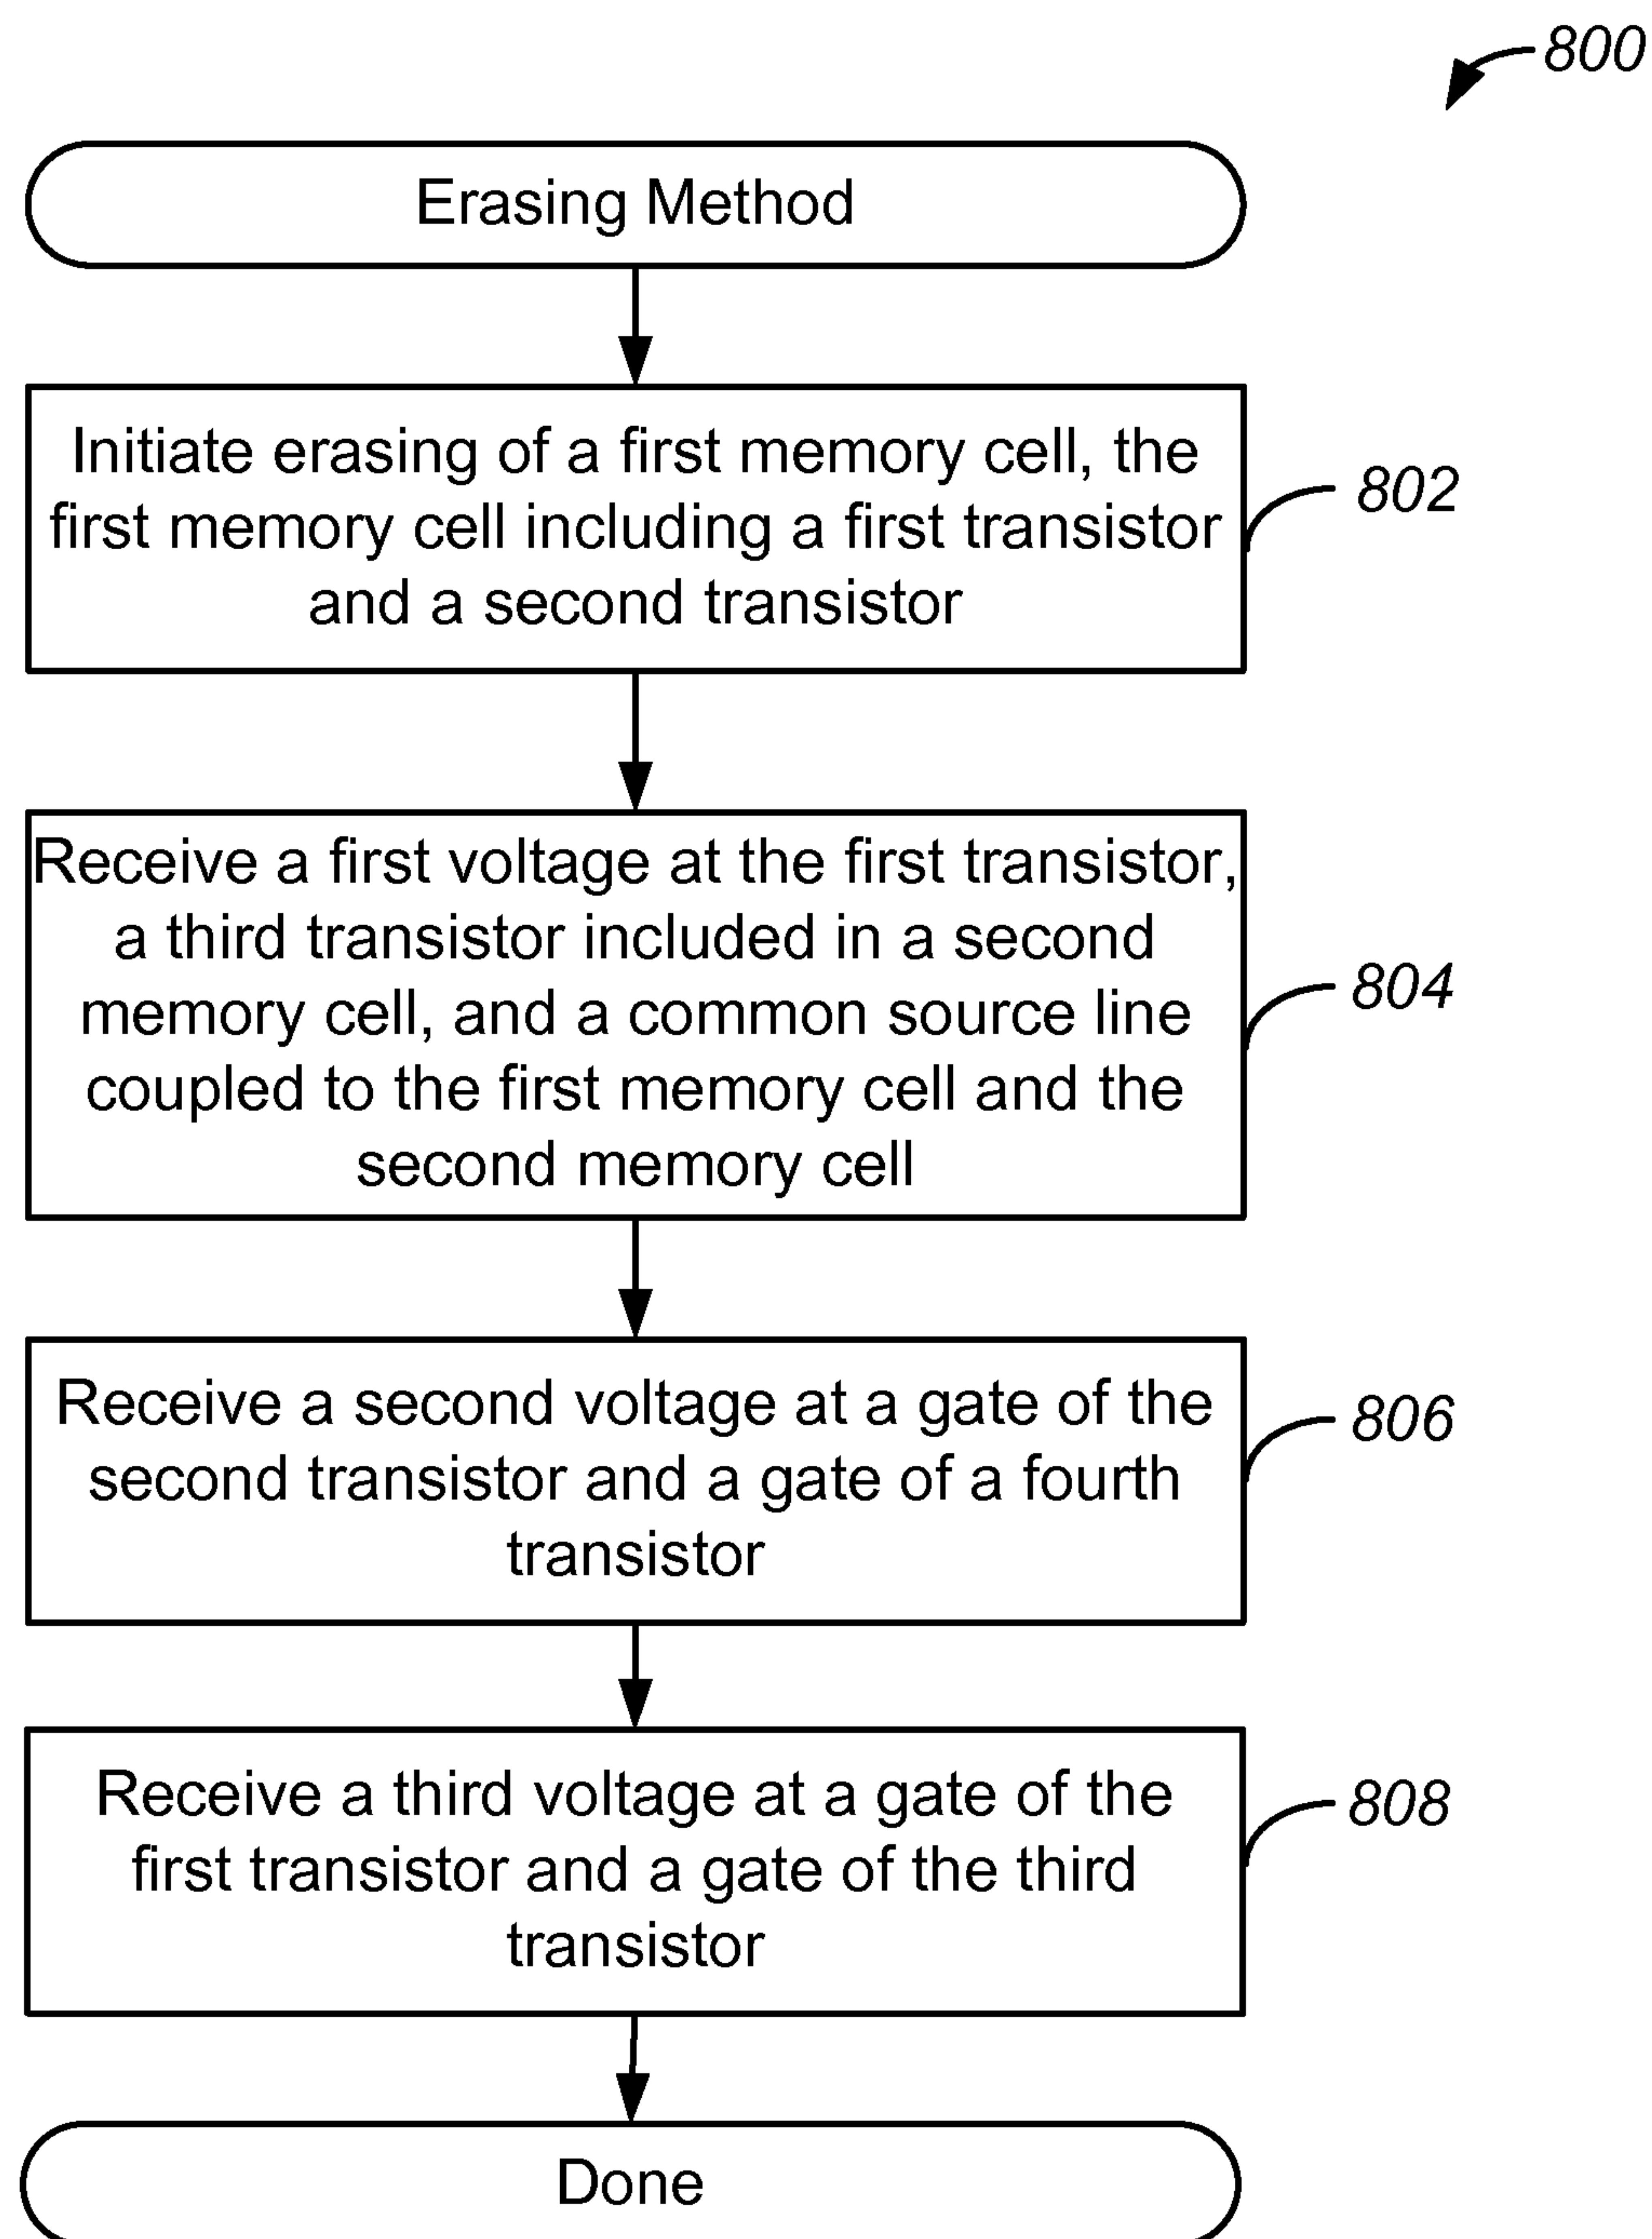 800
Erasing Method
Initiate erasing of a first memory cell, the
first memory cell including a first transistor
and a second transistor
802
Receive a first voltage at the first transistor,
a third transistor included in a second
memory cell, and a common source line
coupled to the first memory cell and the
second memory cell
804
Receive a second voltage at a gate of the
second transistor and a gate of a fourth
transistor
806
Receive a third voltage at a gate of the
first transistor and a gate of the third
transistor
808
Done